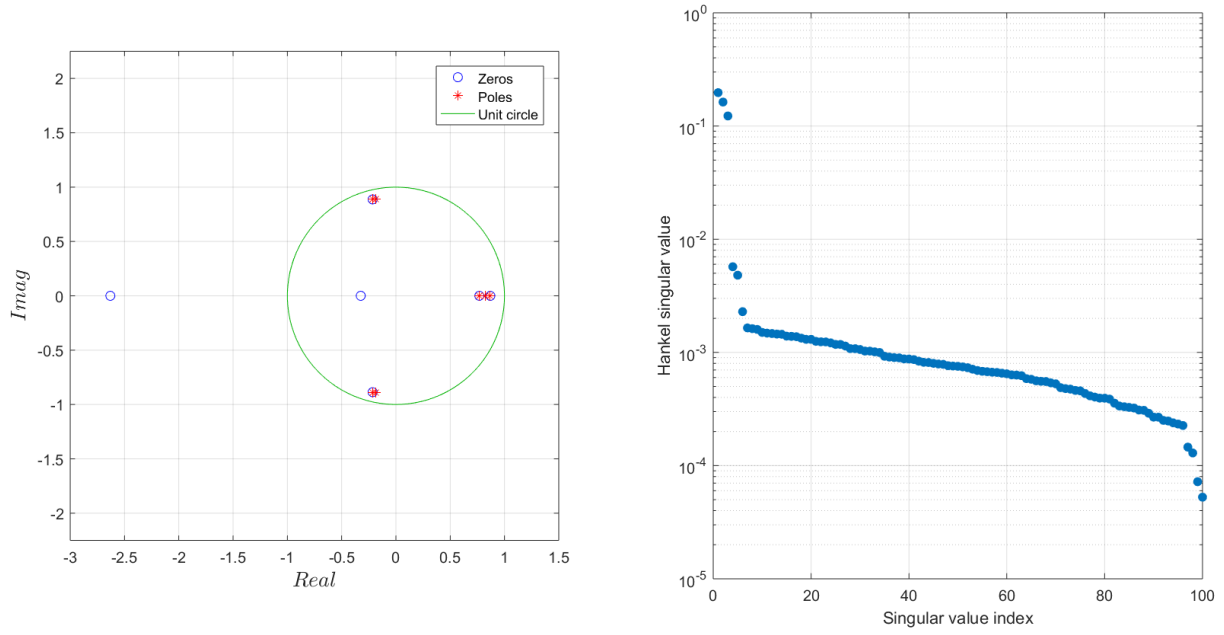 Zeros
Poles
Unit circle
2
1.5
1
0.5
0
-0.5
-1
-1.5
-2
-3 -2.5 -2 -1.5 -1 -0.5 0 0.5 1 1.5
Imag
Real
10^0
10^-1
10^-2
10^-3
10^-4
10^-5
0 20 40 60 80 100
Hankel singular value
Singular value index